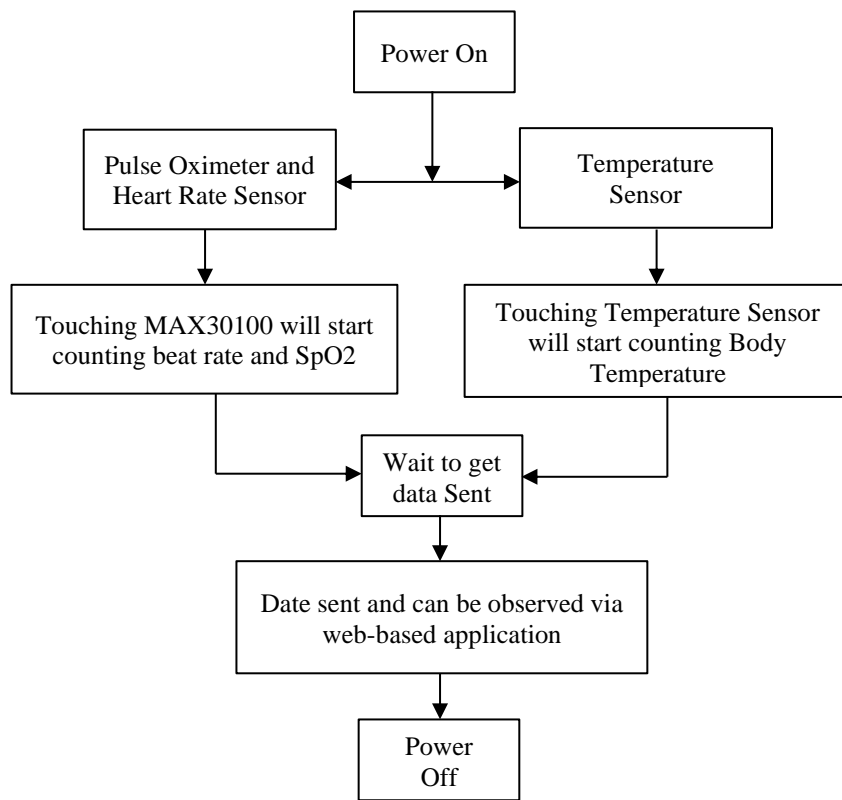 Power On
Pulse Oximeter and
Heart Rate Sensor
Temperature
Sensor
Touching MAX30100 will start
counting beat rate and SpO2
Touching Temperature Sensor
will start counting Body
Temperature
Wait to get
data Sent
Date sent and can be observed via
web-based application
Power
Off